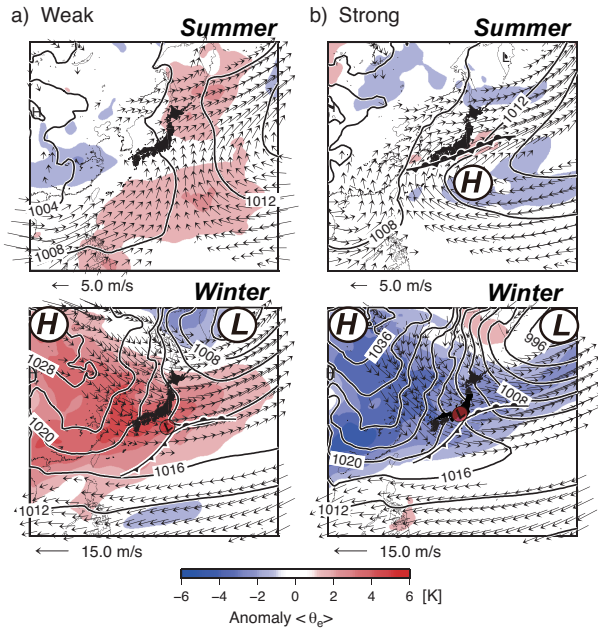 a) Weak
b) Strong
Summer
Summer
1004
1008
1012
L
1012
H
1008
5.0 m/s
5.0 m/s
Winter
Winter
H
L
1028
1008
1020
L
1016
1012
H
L
1036
996
1008
1020
L
1016
1012
15.0 m/s
15.0 m/s
−6 −4 −2 0 2 4 6 [K]
Anomaly <θe>